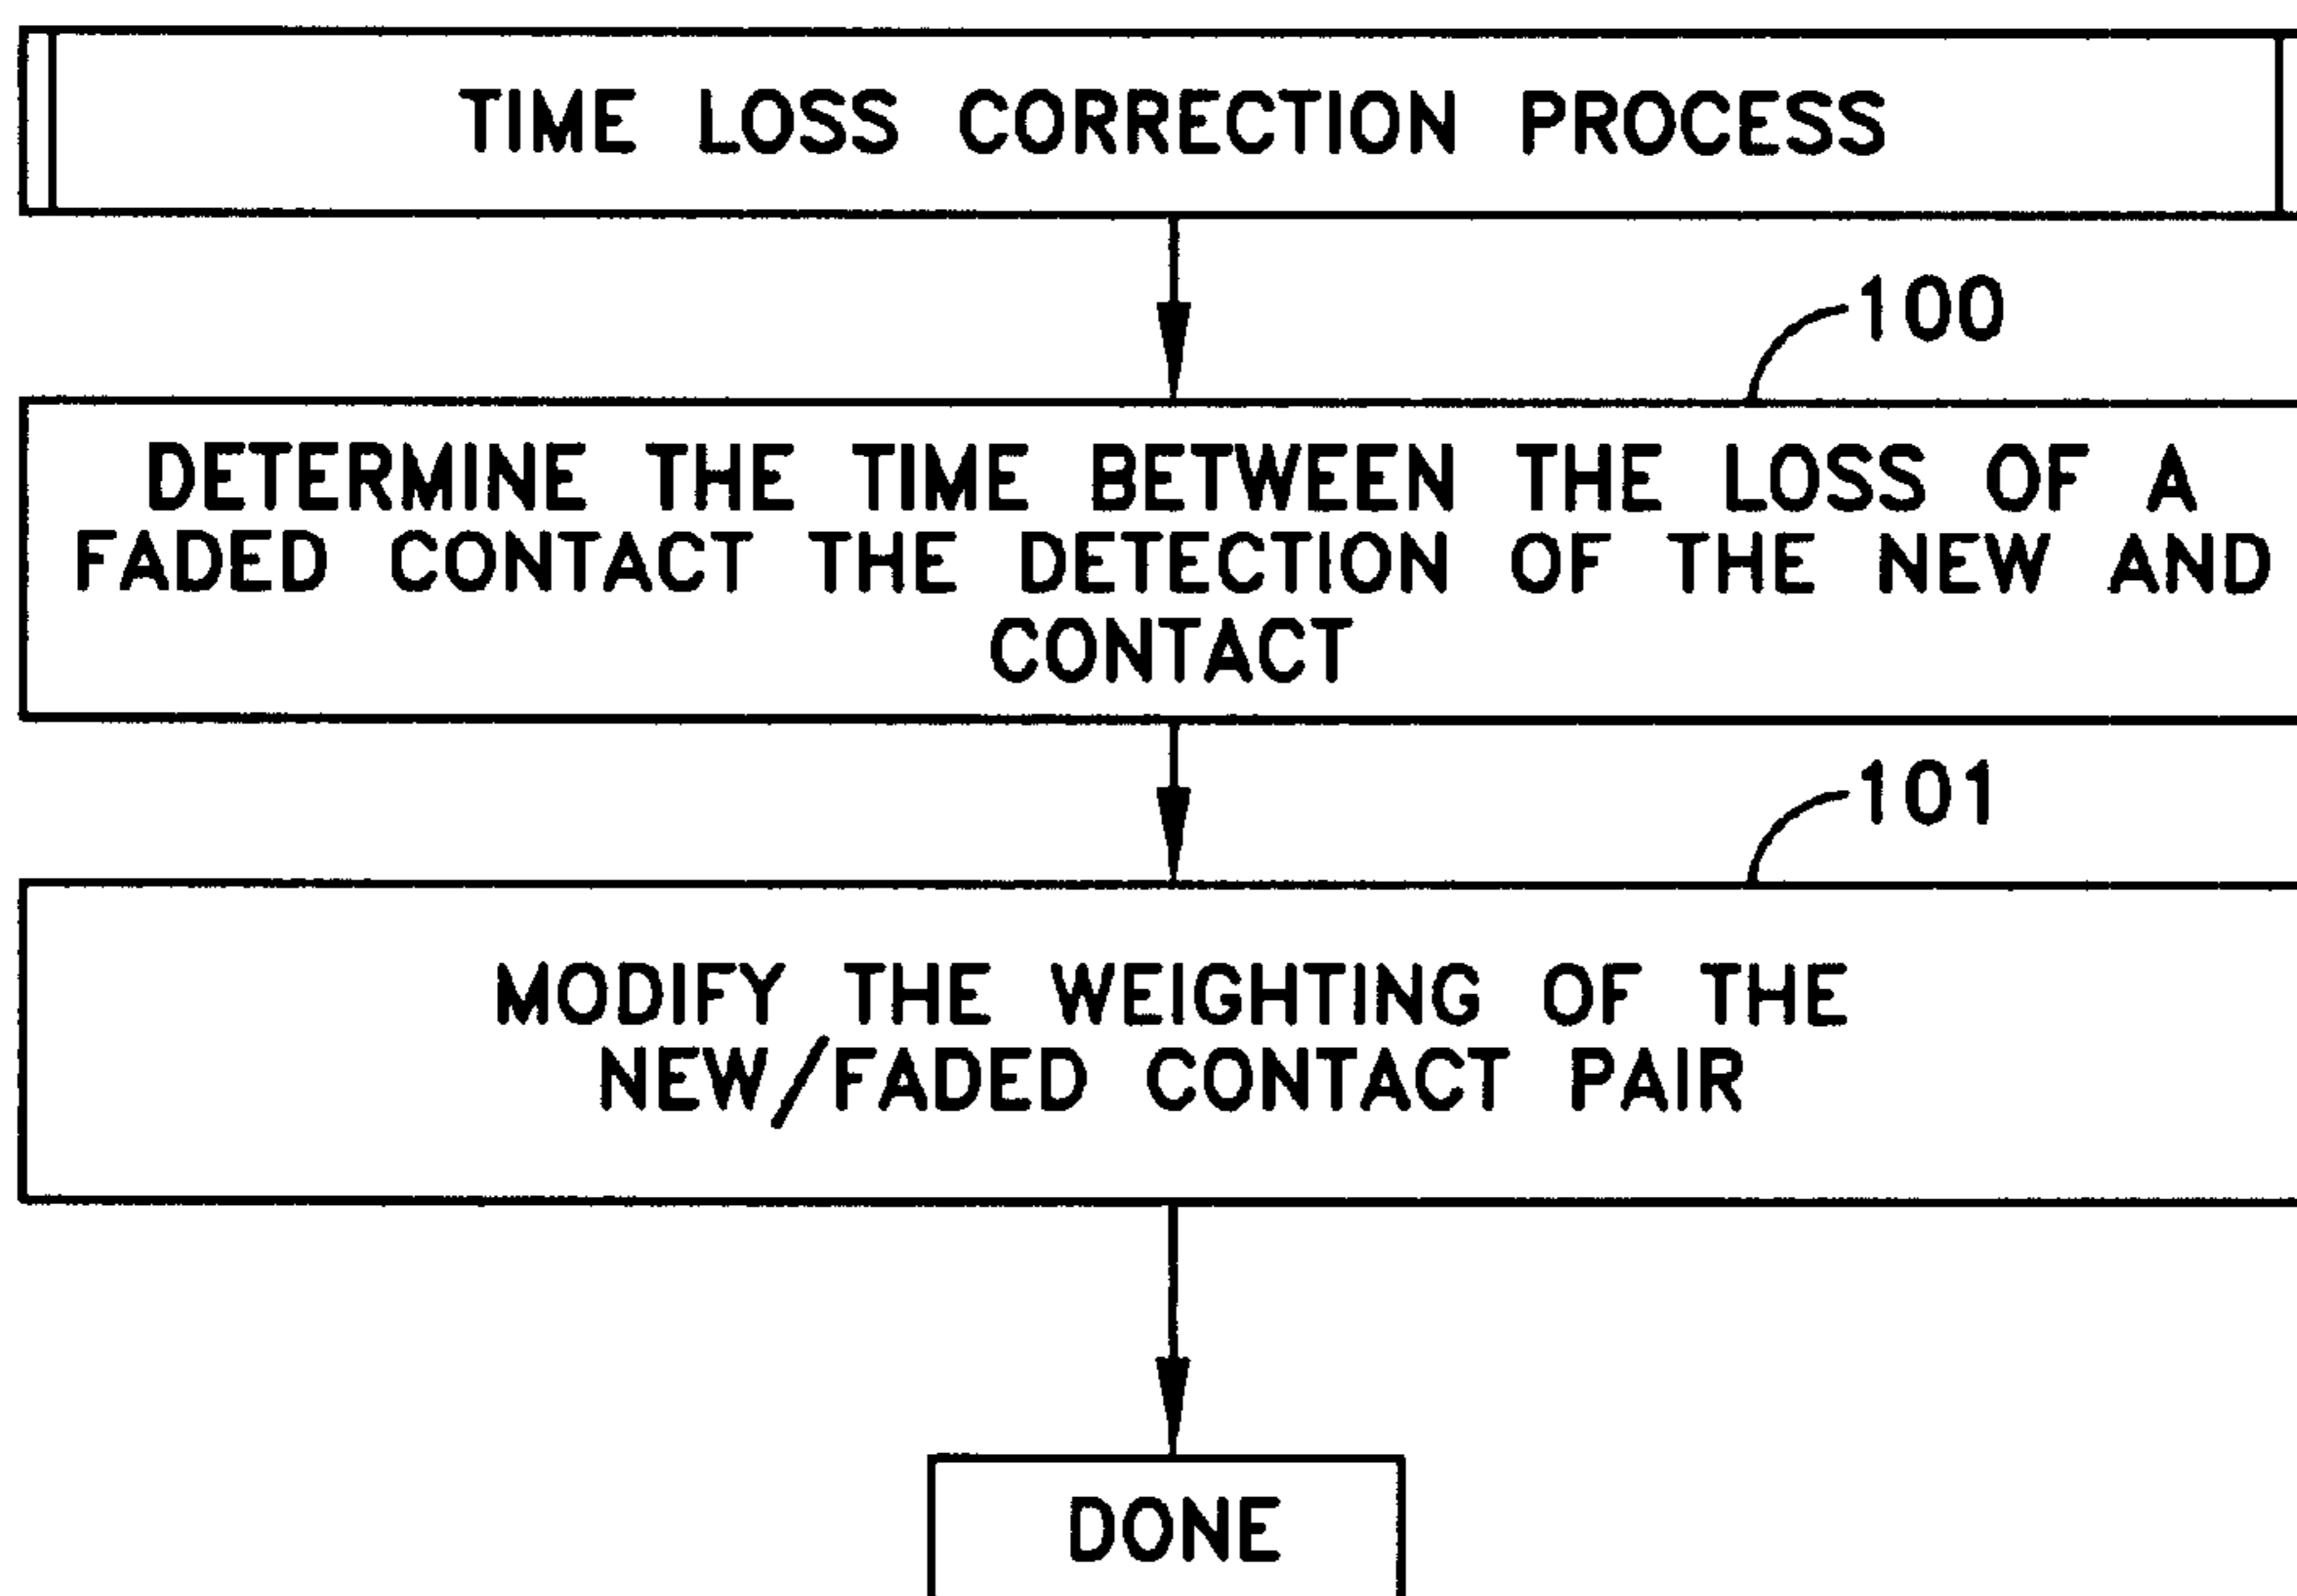 TIME LOSS CORRECTION PROCESS
100
DETERMINE THE TIME BETWEEN THE LOSS OF A
FADED CONTACT THE DETECTION OF THE NEW AND
CONTACT
101
MODIFY THE WEIGHTING OF THE
NEW/FADED CONTACT PAIR
DONE